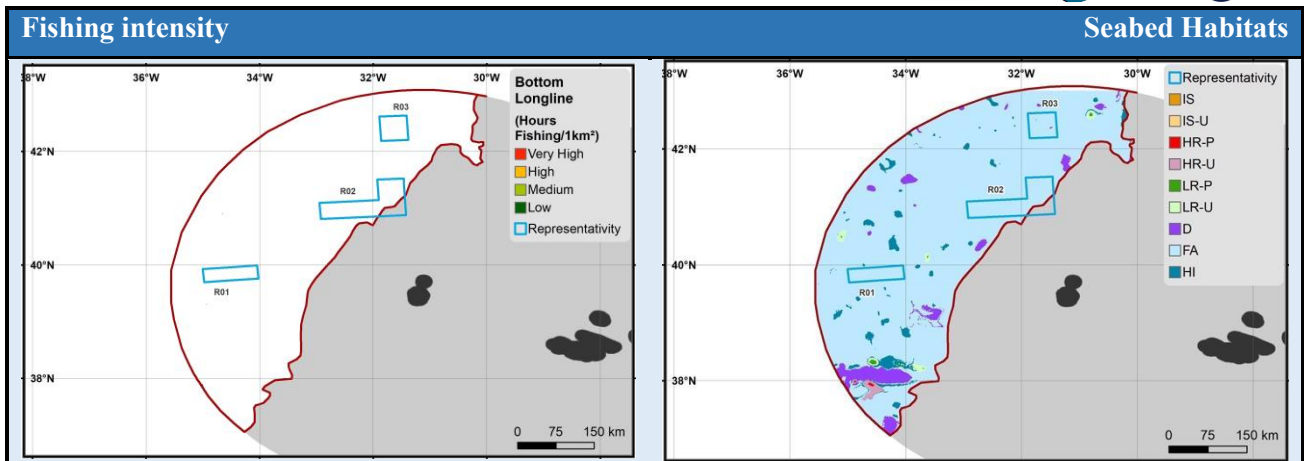 Fishing intensity
Seabed Habitats
38°W 36°W 34°W 32°W 30°W
Bottom
Longline
(Hours
Fishing/1km²)
Very High
High
Medium
Low
Representativity
R03
42°N
R02
40°N
R01
38°N
0 75 150 km
38°W 36°W 34°W 32°W 30°W
Representativity
IS
IS-U
HR-P
HR-U
LR-P
LR-U
D
FA
HI
R03
42°N
R02
40°N
R01
38°N
0 75 150 km